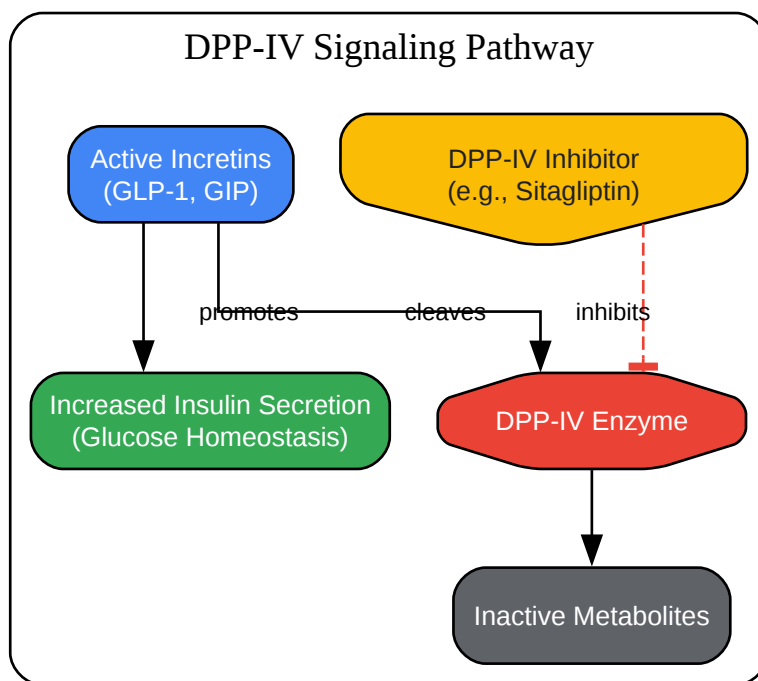 DPP-IV Signaling Pathway
Active Incretins
(GLP-1, GIP)
DPP-IV Inhibitor
(e.g., Sitagliptin)
promotes
cleaves
inhibits
Increased Insulin Secretion
(Glucose Homeostasis)
DPP-IV Enzyme
Inactive Metabolites